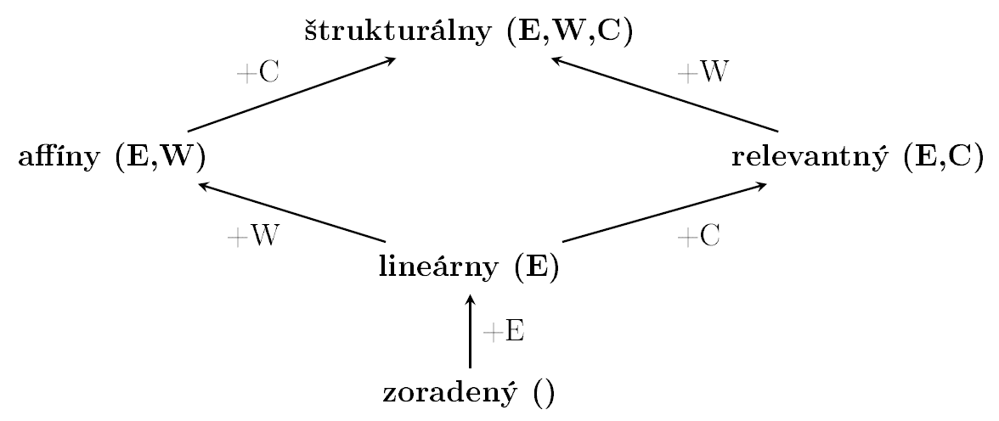 štrukturálny (E,W,C)
+C
+W
affíny (E,W)
relevantný (E,C)
+W
+C
lineárny (E)
+E
zoradený ()